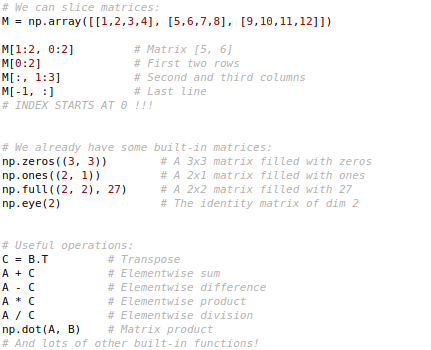 # We can slice matrices:
M = np.array([[1,2,3,4], [5,6,7,8], [9,10,11,12]])
M[1:2, 0:2]         # Matrix [5, 6]
M[0:2]              # First two rows
M[:, 1:3]           # Second and third columns
M[-1, :]            # Last line
# INDEX STARTS AT 0 !!!
# We already have some built-in matrices:
np.zeros((3, 3))        # A 3x3 matrix filled with zeros
np.ones((2, 1))         # A 2x1 matrix filled with ones
np.full((2, 2), 27)     # A 2x2 matrix filled with 27
np.eye(2)               # The identity matrix of dim 2
# Useful operations:
C = B.T         # Transpose
A + C           # Elementwise sum
A - C           # Elementwise difference
A * C           # Elementwise product
A / C           # Elementwise division
np.dot(A, B)    # Matrix product
# And lots of other built-in functions!